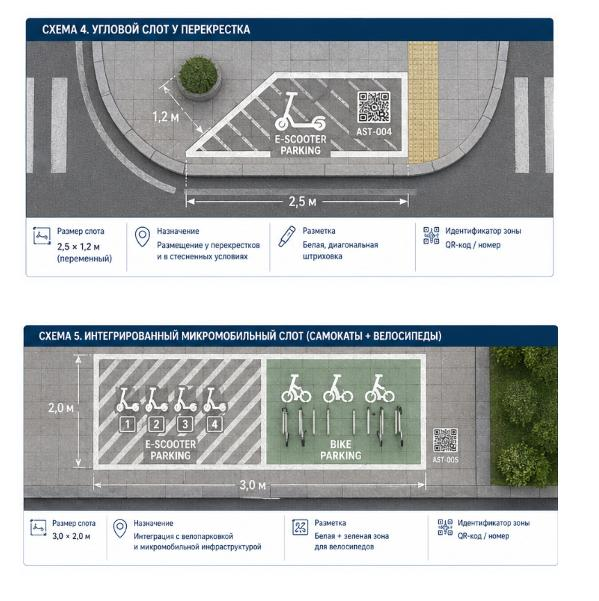 СХЕМА 4. УГЛОВОЙ СЛОТ У ПЕРЕКРЕСТКА
1,2 м
AST-004
E-SCOOTER
PARKING
2,5 м
Размер слота
2,5 × 1,2 м
(переменный)
Назначение
Размещение у перекрестков
и в стесненных условиях
Разметка
Белая, диагональная
штриховка
Идентификатор зоны
QR-код / номер
СХЕМА 5. ИНТЕГРИРОВАННЫЙ МИКРОМОБИЛЬНЫЙ СЛОТ (САМОКАТЫ + ВЕЛОСИПЕДЫ)
2,0 м
1 2 3 4
E-SCOOTER
PARKING
BIKE
PARKING
AST-005
3,0 м
Размер слота
3,0 × 2,0 м
Назначение
Интеграция с велопарковкой
и микромобильной инфраструктурой
Разметка
Белая + зеленая зона
для велосипедов
Идентификатор зоны
QR-код / номер